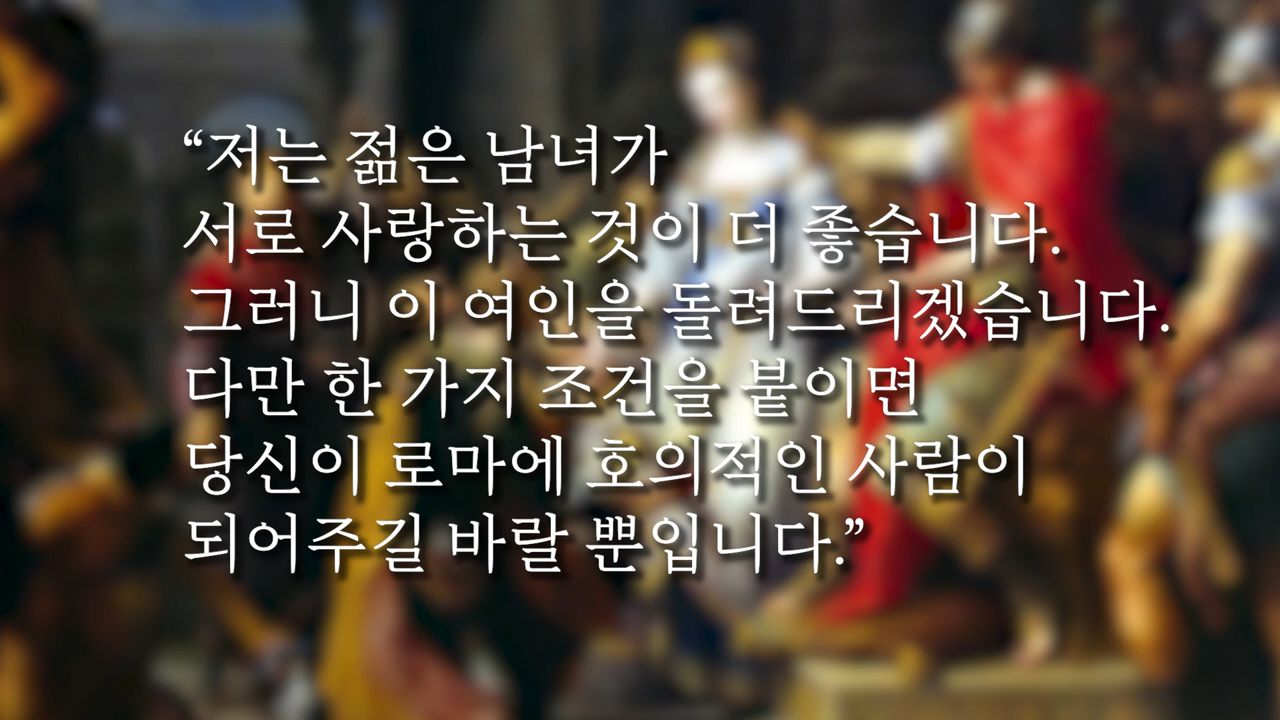 “저는 젊은 남녀가
서로 사랑하는 것이 더 좋습니다.
그러니 이 여인을 돌려드리겠습니다.
다만 한 가지 조건을 붙이면
당신이 로마에 호의적인 사람이
되어주길 바랄 뿐입니다.”